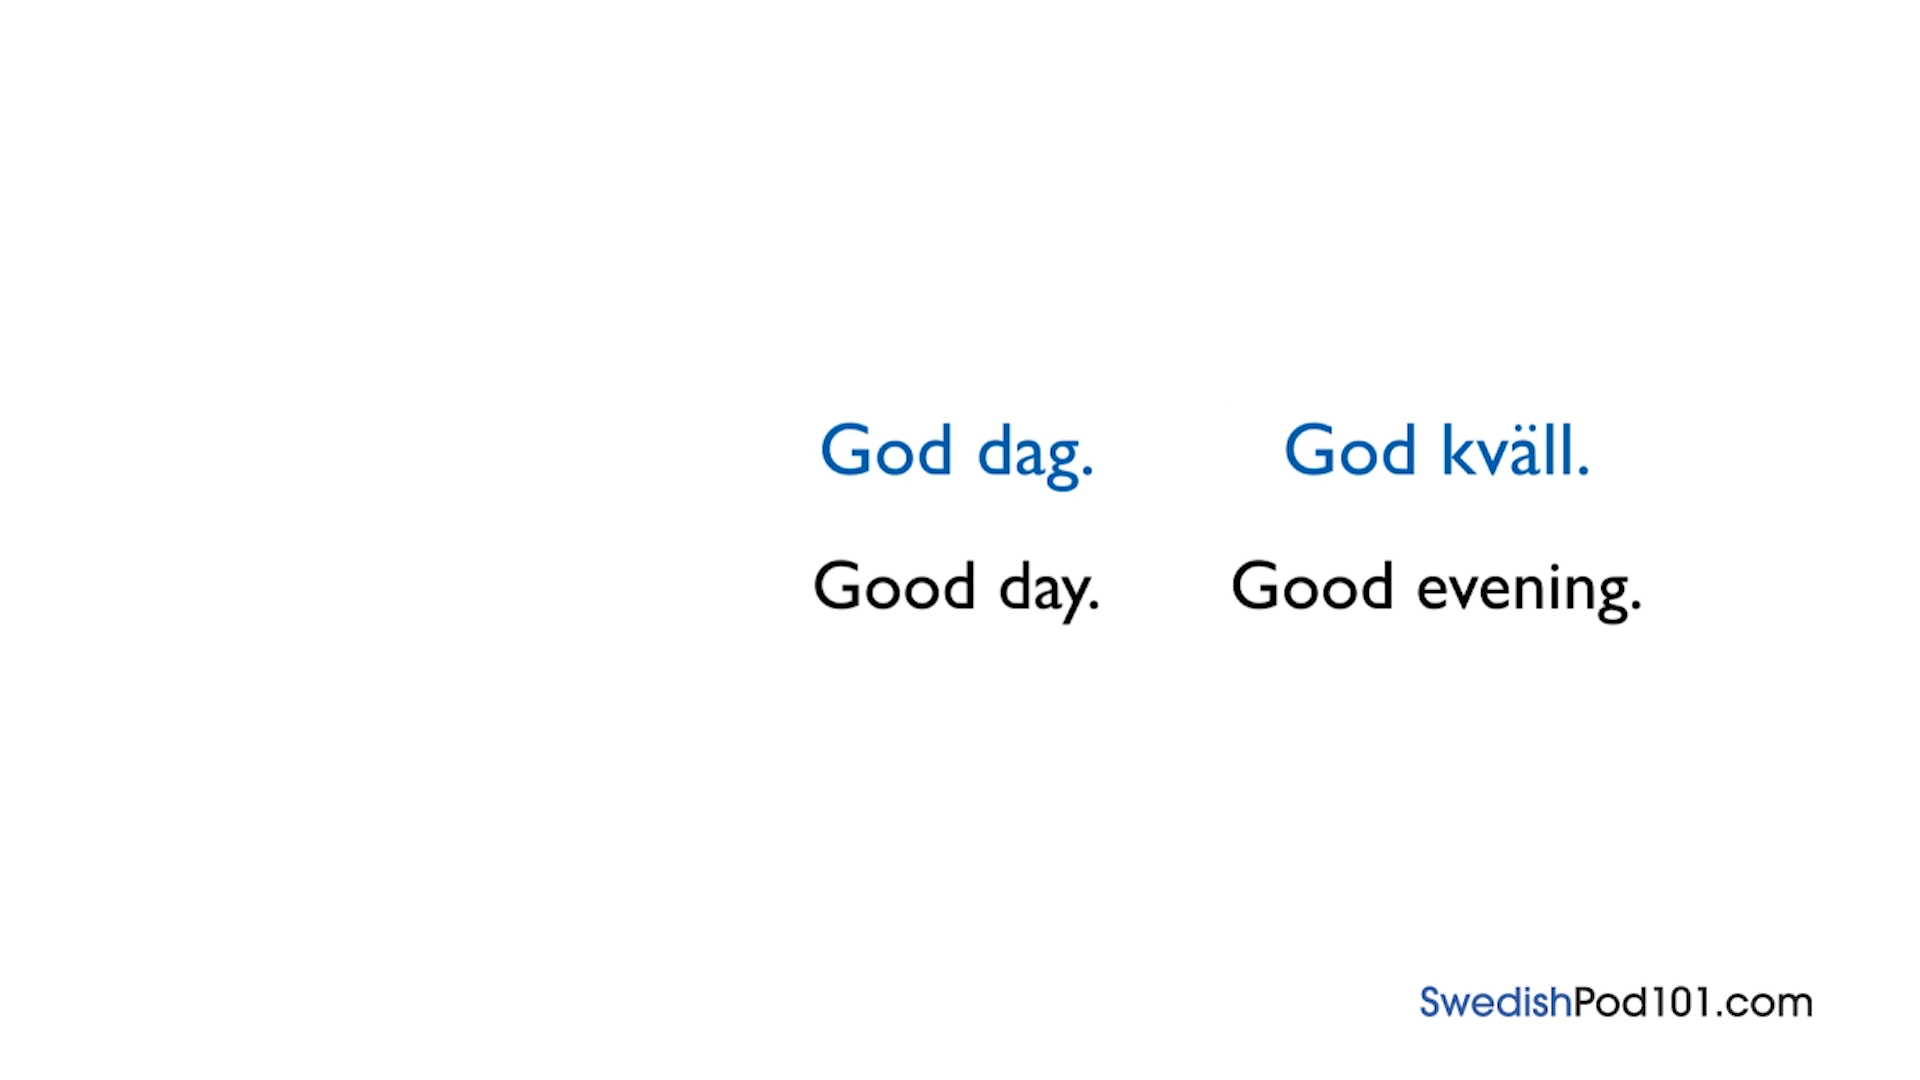 God dag.
God kväll.
Good day.
Good evening.
SwedishPod101.com